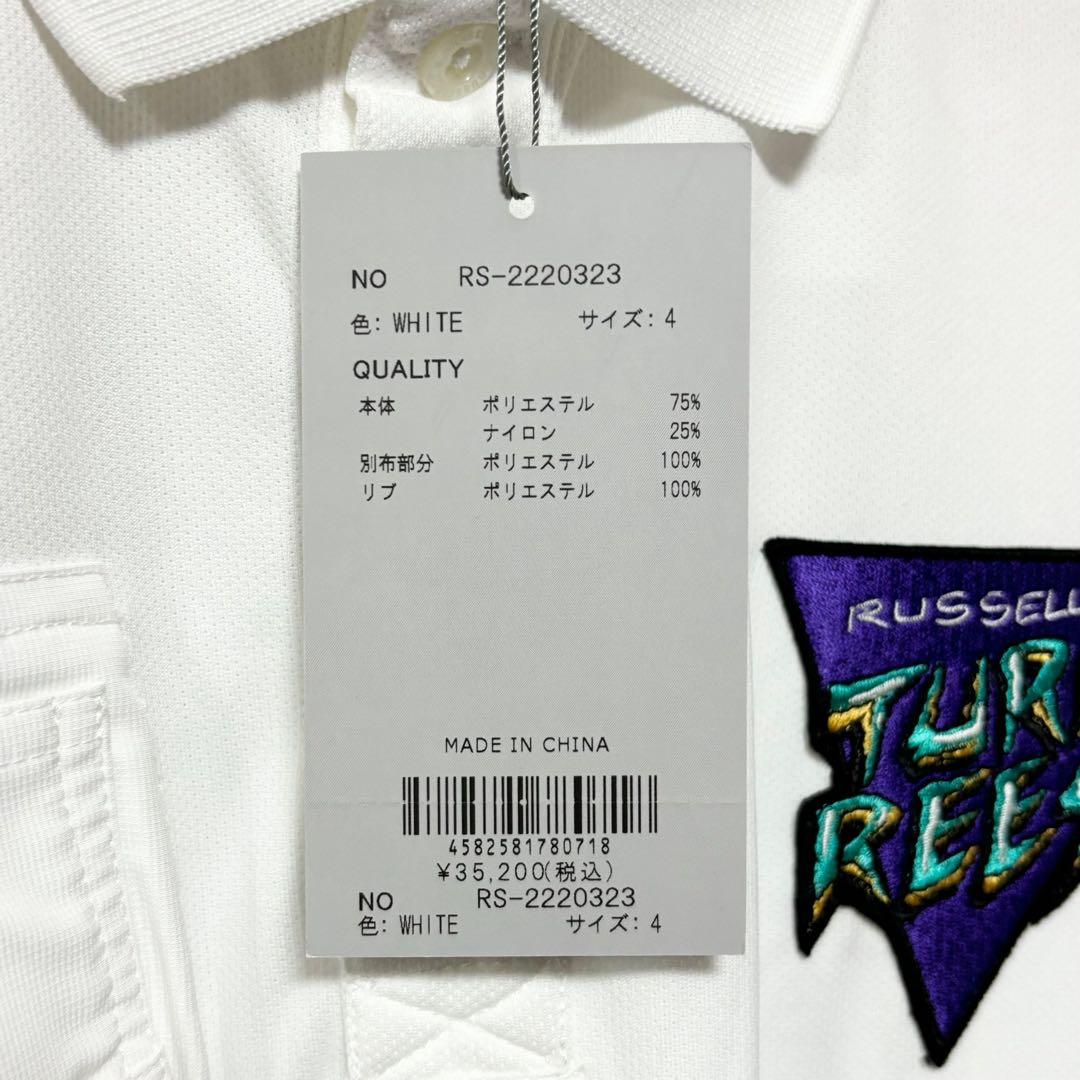 NO RS-2220323
色: WHITE サイズ: 4
QUALITY
本体 ポリエステル 75%
ナイロン 25%
別布部分 ポリエステル 100%
リブ ポリエステル 100%
MADE IN CHINA
4582581780718
¥35,200(税込)
NO RS-2220323
色: WHITE サイズ: 4
RUSSELL
TUR
REE